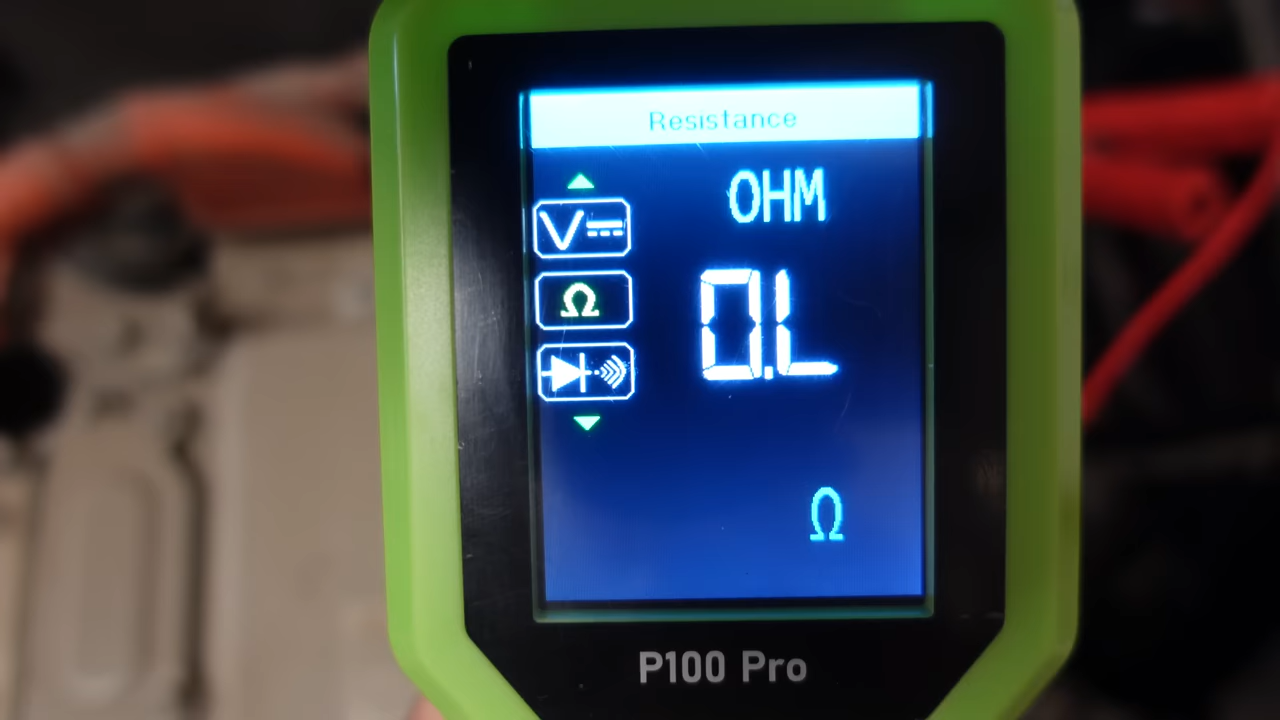 Resistance
OHM
V
Ω
0.L
Ω
P100 Pro